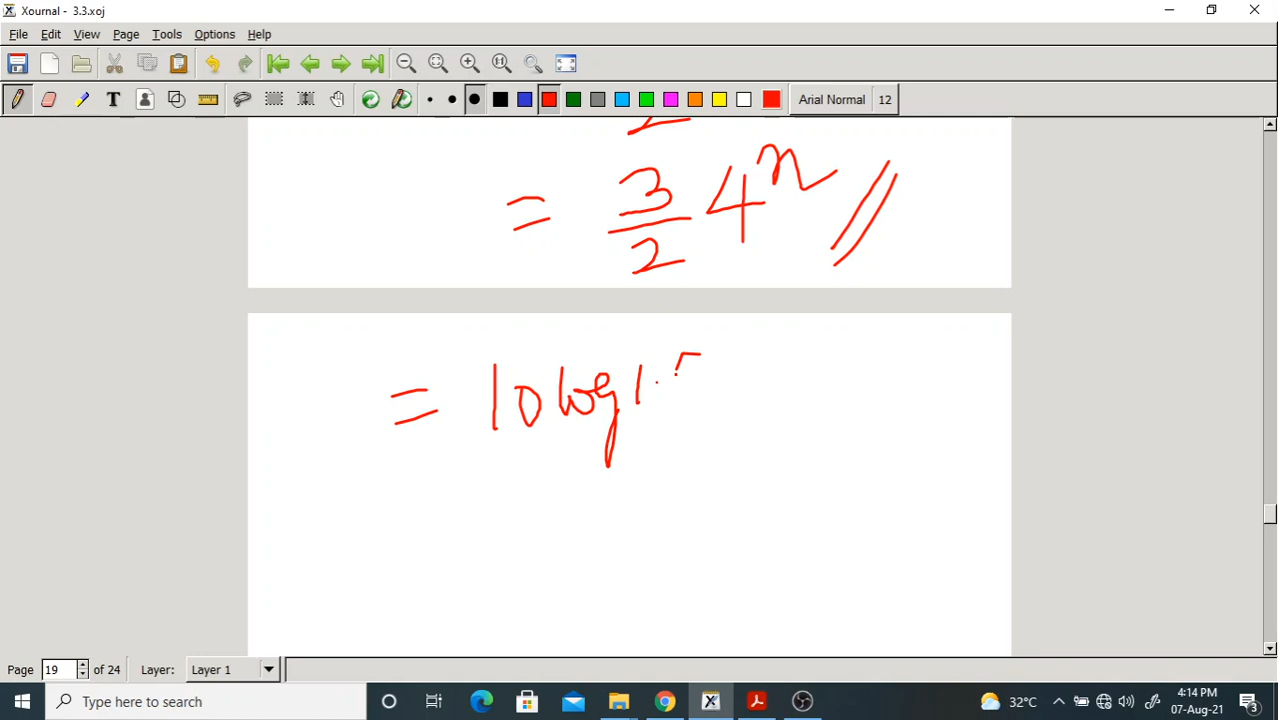 Xournal - 3.3.xoj
File Edit View Page Tools Options Help
Arial Normal 12
= 3/2 4^n //
= 10 log 1.
Page 19 of 24 Layer: Layer 1
Type here to search
32°C
4:14 PM
07-Aug-21
3